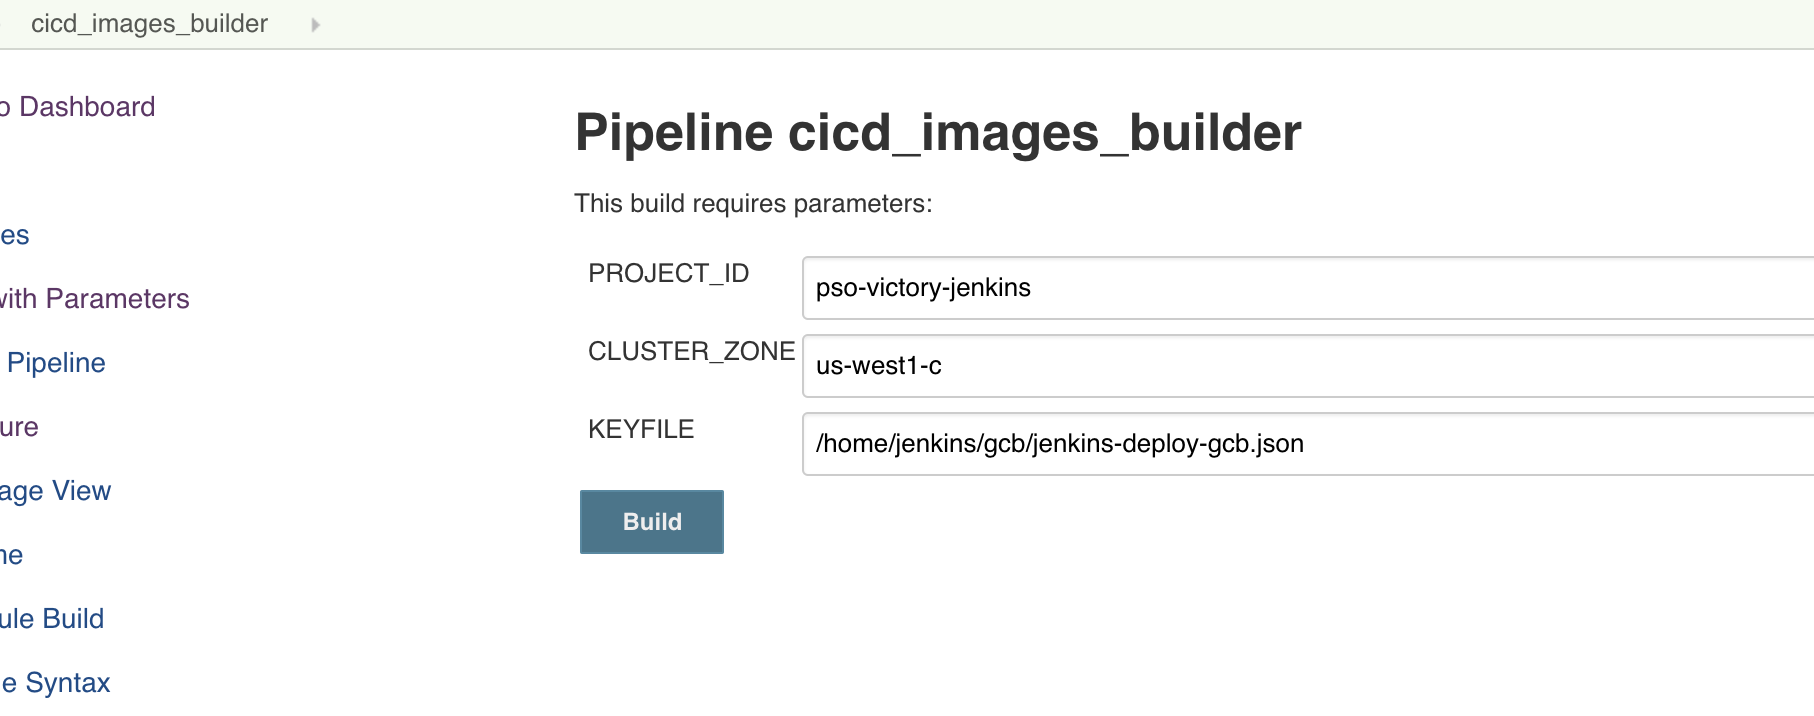 cicd_images_builder
o Dashboard
es
with Parameters
Pipeline
ure
age View
ne
ule Build
e Syntax
Pipeline cicd_images_builder
This build requires parameters:
PROJECT_ID pso-victory-jenkins
CLUSTER_ZONE us-west1-c
KEYFILE /home/jenkins/gcb/jenkins-deploy-gcb.json
Build